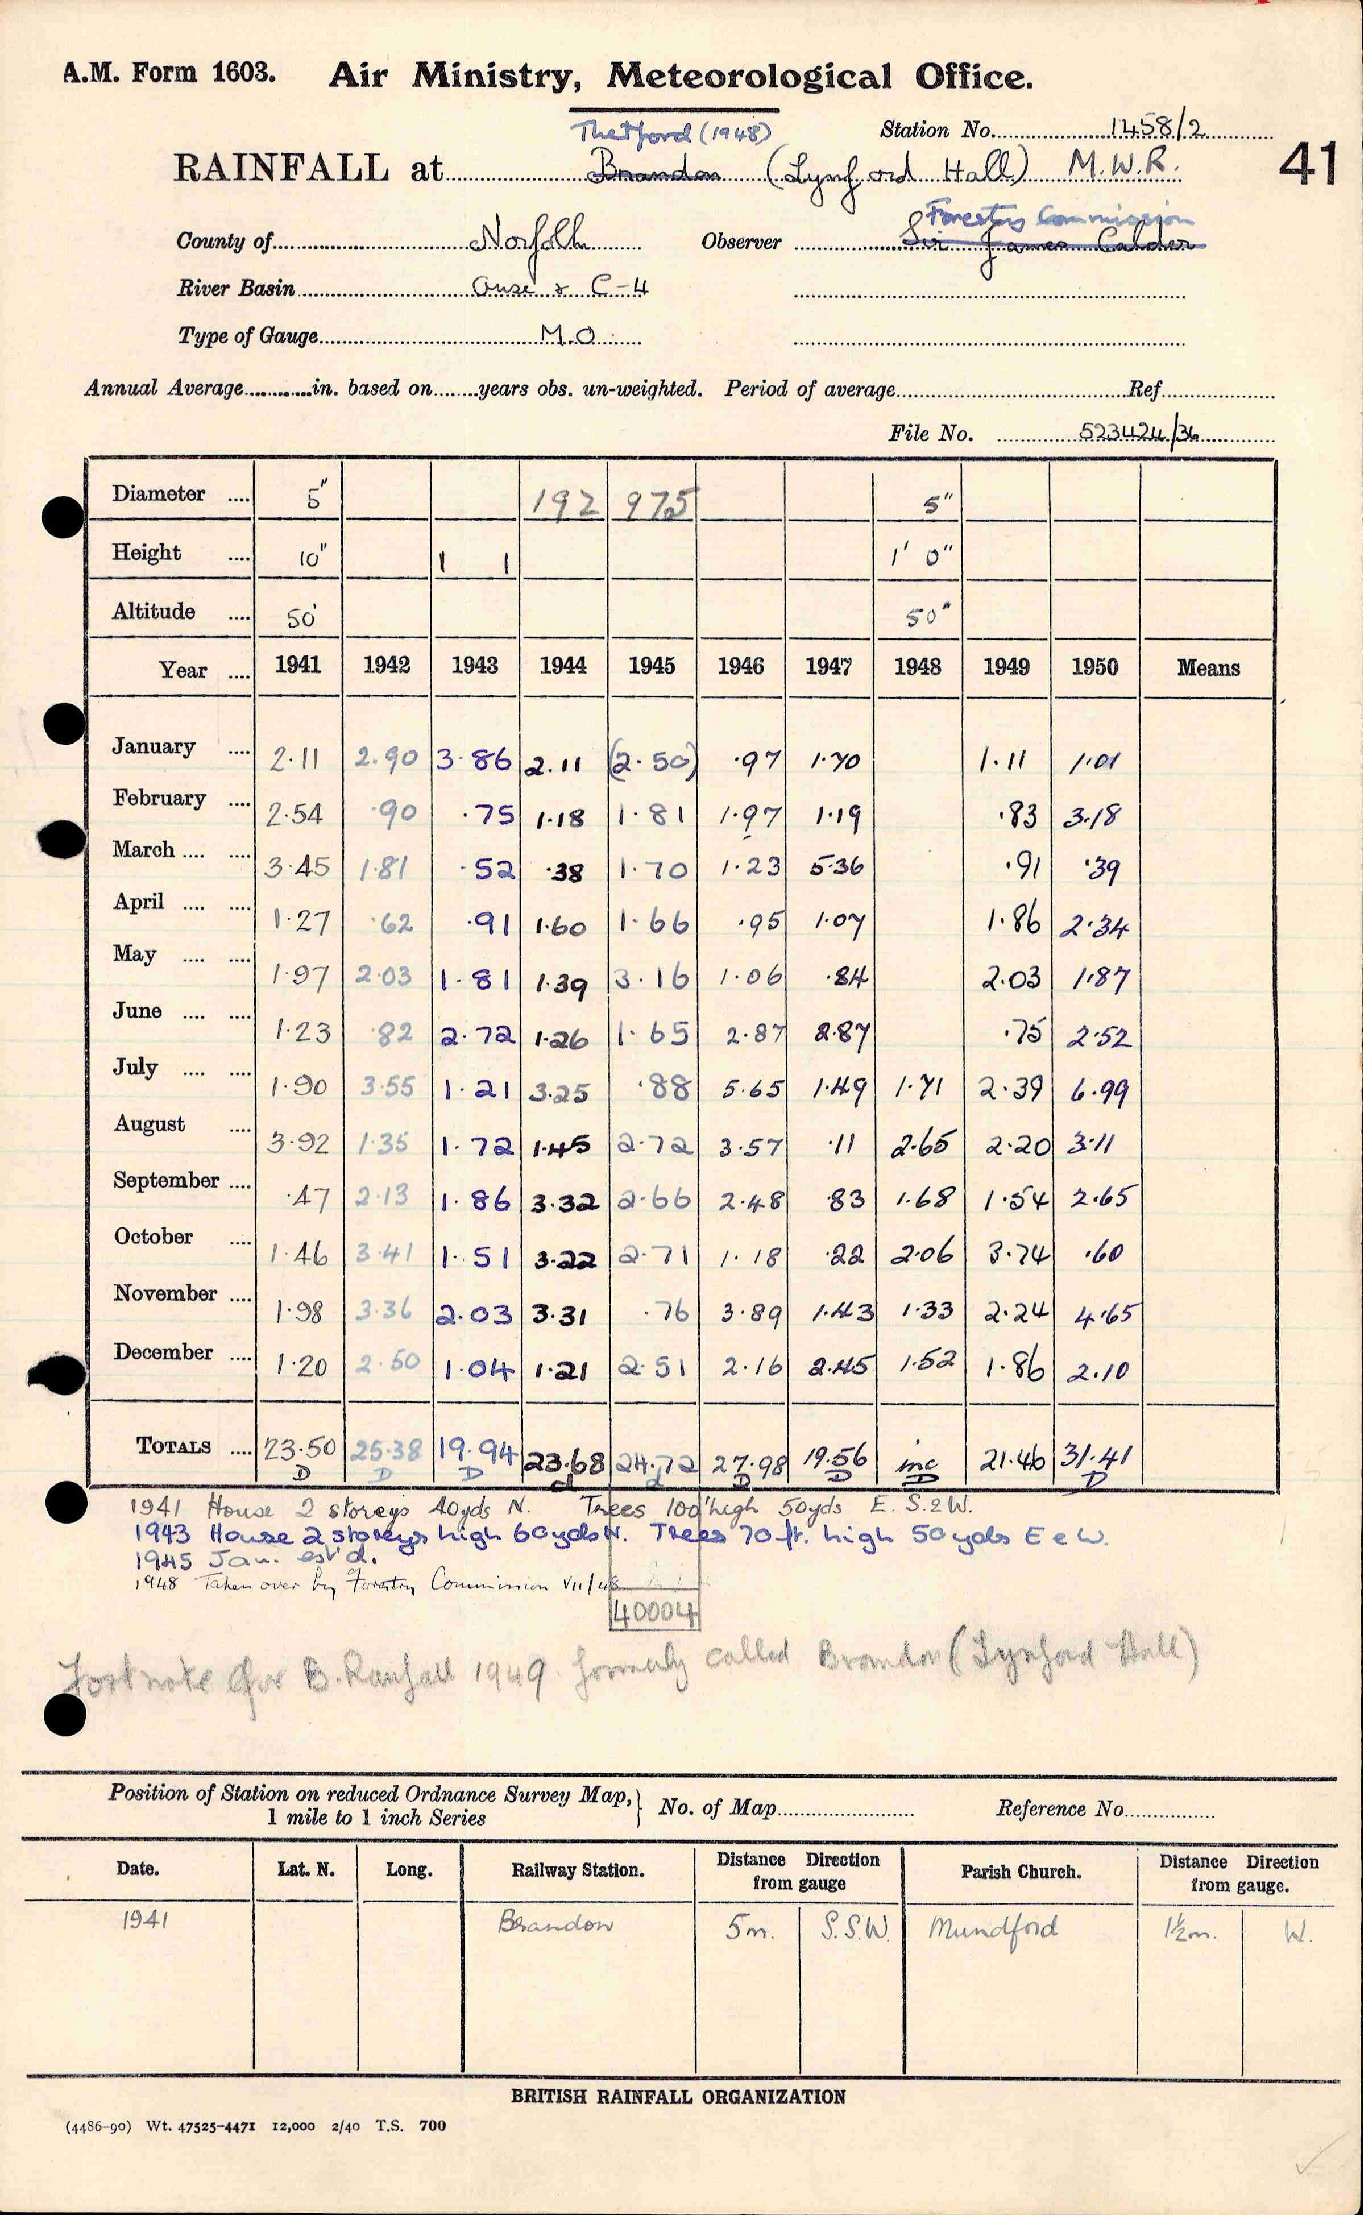 A.M. Form 1603. Air Ministry, Meteorological Office.
Thetford (1948) Station No. 1458/2
RAINFALL at Brandon (Lynford Hall) M.W.R. 41
Forestry Commission
County of Norfolk Observer Sir James Calder
River Basin Ouse & C-4
Type of Gauge M.O
Annual Average in. based on years obs. un-weighted. Period of average Ref
File No. 523424/36
Diameter .... 5" 192 975 5"
Height .... 10" 1 1 1' 0"
Altitude .... 50' 50"
Year .... 1941 1942 1943 1944 1945 1946 1947 1948 1949 1950 Means
January .... 2.11 2.90 3.86 2.11 (2.50) .97 1.70 1.11 1.01
February .... 2.54 .90 .75 1.18 1.81 1.97 1.19 .83 3.18
March .... .... 3.45 1.81 .52 .38 1.70 1.23 5.36 .91 .39
April .... .... 1.27 .62 .91 1.60 1.66 .95 1.07 1.86 2.34
May .... .... 1.97 2.03 1.81 1.39 3.16 1.06 .84 2.03 1.87
June .... .... 1.23 .82 2.72 1.26 1.65 2.87 2.87 .75 2.52
July .... .... 1.90 3.55 1.21 3.25 .88 5.65 1.49 1.71 2.39 6.99
August .... 3.92 1.35 1.72 1.45 2.72 3.57 .11 2.65 2.20 3.11
September .... .47 2.13 1.86 3.32 2.66 2.48 .83 1.68 1.54 2.65
October .... 1.46 3.41 1.51 3.22 2.71 1.18 .22 2.06 3.74 .60
November .... 1.98 3.36 2.03 3.31 .76 3.89 1.43 1.33 2.24 4.65
December .... 1.20 2.50 1.04 1.21 2.51 2.16 2.45 1.52 1.86 2.10
TOTALS .... 23.50 25.38 19.94 23.68 24.72 27.98 19.56 inc 21.46 31.41
D D D d d D D D D
1941 House 2 storeys 40yds N. Trees 100' high 50yds E. S. & W.
1943 House 2 storeys high 60yds N. Trees 70 ft. high 50 yds E & W.
1945 Jan. est'd.
1948 Taken over by Forestry Commission VII/48
40004
Footnote for B. Rainfall 1949 formerly called Brandon (Lynford Hall)
Position of Station on reduced Ordnance Survey Map, } No. of Map Reference No.
1 mile to 1 inch Series
Date. Lat. N. Long. Railway Station. Distance Direction from gauge Parish Church. Distance Direction from gauge.
1941 Brandon 5m. S.S.W. Mundford 1½m. W.
BRITISH RAINFALL ORGANIZATION
(4486-90) Wt. 47525-4471 12,000 2/40 T.S. 700